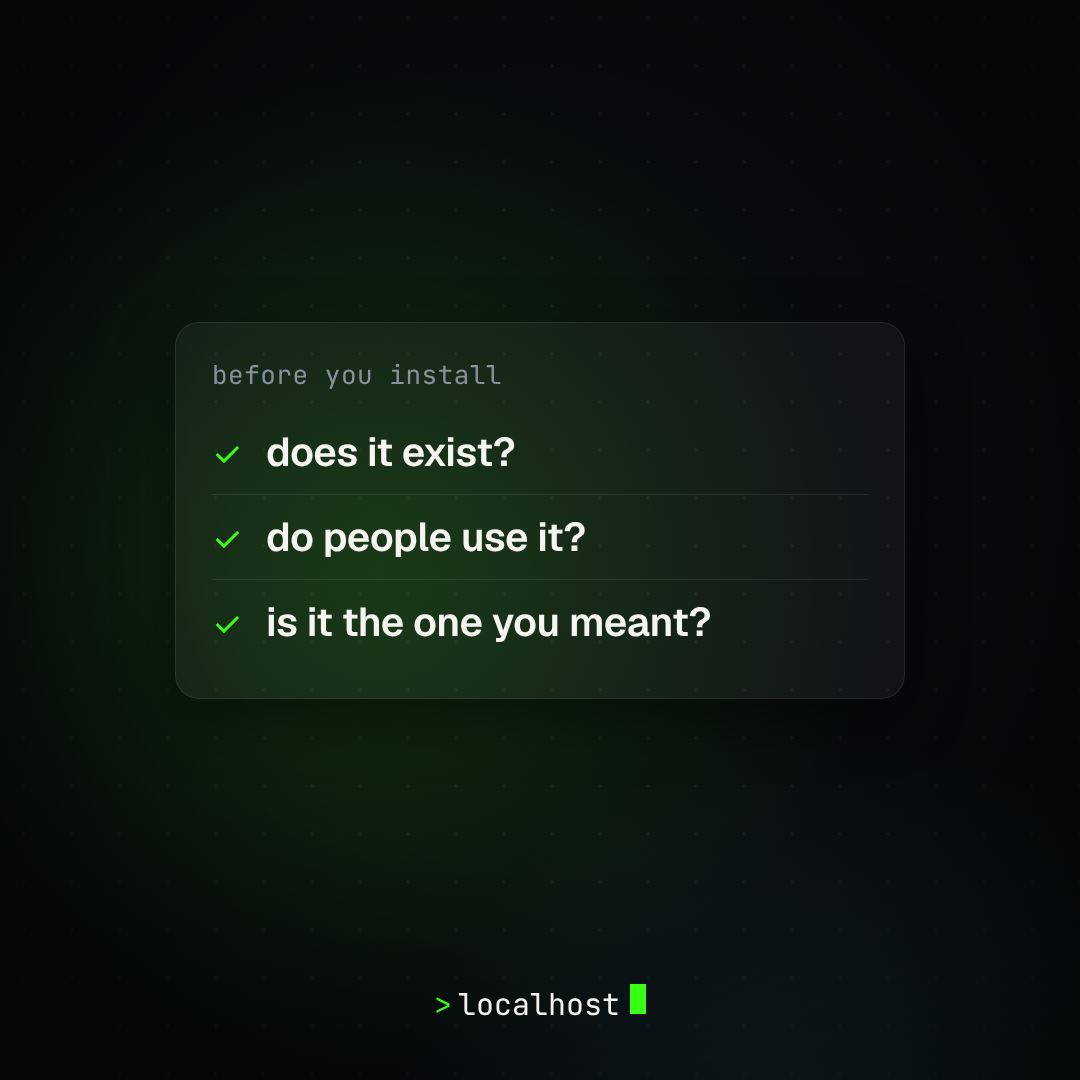 before you install
✓ does it exist?
✓ do people use it?
✓ is it the one you meant?
>localhost